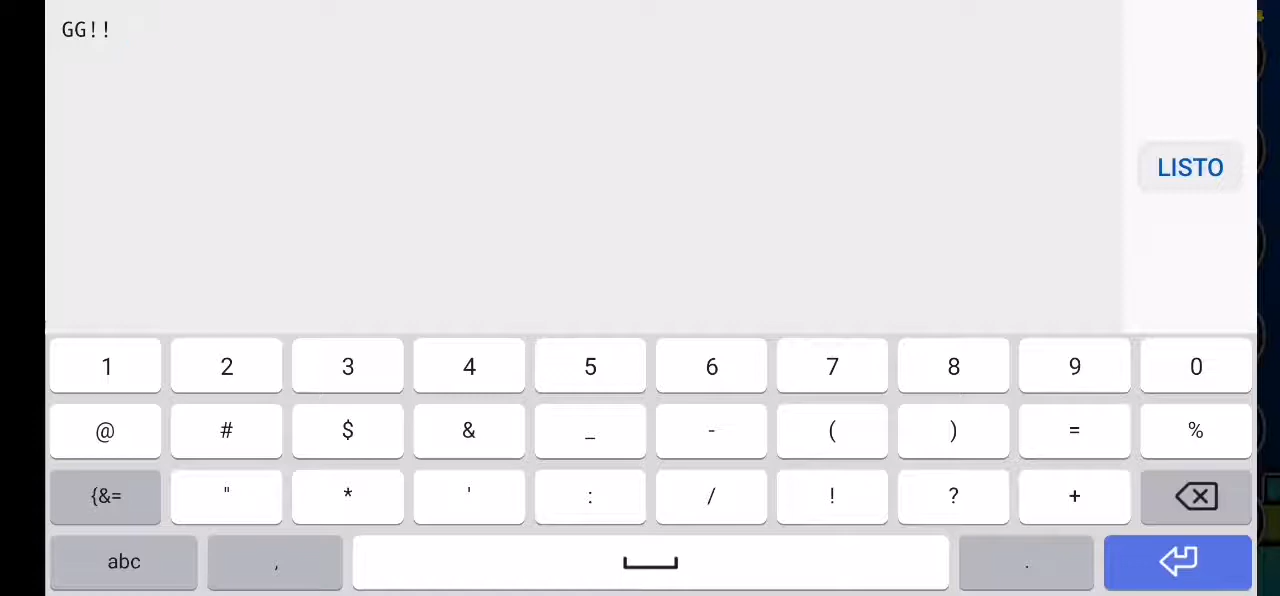 GG!!
LISTO
1 2 3 4 5 6 7 8 9 0
@ # $ & _ - ( ) = %
{&= " * ' : / ! ? +
abc , .